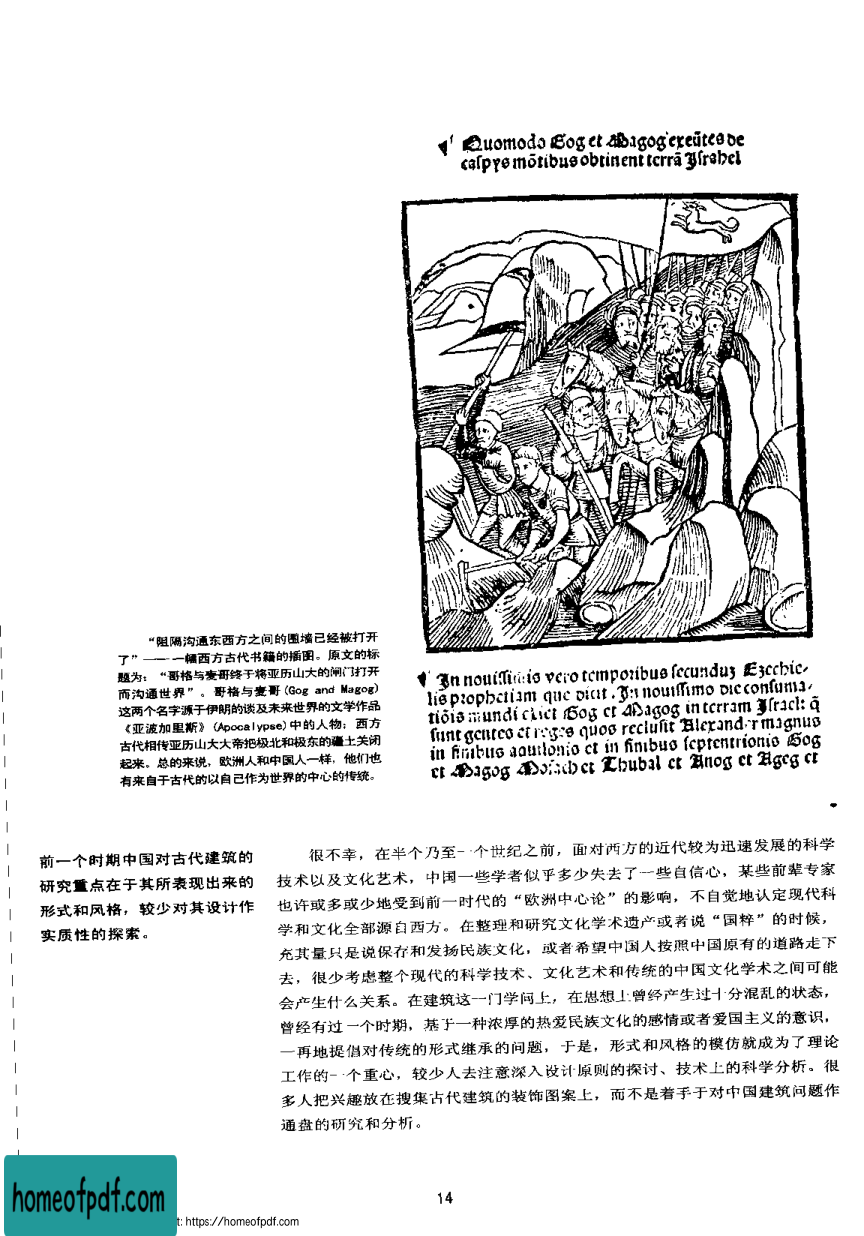 Quomodo Gog et Magog exeũtes de
caspys mõtibus obtinent terrã Israhel
“阻隔沟通东西方之间的围墙已经被打开
了”——一幅西方古代书籍的插图。原文的标
题为：“哥格与麦哥终于将亚历山大的闸门打开
而沟通世界”。哥格与麦哥(Gog and Magog)
这两个名字源于伊朗的谈及未来世界的文学作品
《亚波加里斯》(Apocalypse)中的人物；西方
古代相传亚历山大大帝把极北和极东的疆土关闭
起来。总的来说，欧洲人和中国人一样，他们也
有来自于古代的以自己作为世界的中心的传统。
In nouissimis vero temporibus secunduz Ezechie-
lis prophetiam que dicit. In nouissimo die consuma-
tiõis mundi exiet Gog et Magog in terram Israel: q̃
sunt gentes et reges quos reclusit Alexander magnus
in finibus aquilonis et in finibus septentrionis Gog
et Magog Mosach et Thubal et Anog et Ageg et
前一个时期中国对古代建筑的
研究重点在于其所表现出来的
形式和风格，较少对其设计作
实质性的探索。
很不幸，在半个乃至一个世纪之前，面对西方的近代较为迅速发展的科学
技术以及文化艺术，中国一些学者似乎多少失去了一些自信心，某些前辈专家
也许或多或少地受到前一时代的“欧洲中心论”的影响，不自觉地认定现代科
学和文化全部源自西方。在整理和研究文化学术遗产或者说“国粹”的时候，
充其量只是说保存和发扬民族文化，或者希望中国人按照中国原有的道路走下
去，很少考虑整个现代的科学技术、文化艺术和传统的中国文化学术之间可能
会产生什么关系。在建筑这一门学问上，在思想上曾经产生过十分混乱的状态，
曾经有过一个时期，基于一种浓厚的热爱民族文化的感情或者爱国主义的意识，
一再地提倡对传统的形式继承的问题，于是，形式和风格的模仿就成为了理论
工作的一个重心，较少人去注意深入设计原则的探讨、技术上的科学分析。很
多人把兴趣放在搜集古代建筑的装饰图案上，而不是着手于对中国建筑问题作
通盘的研究和分析。
14
homeofpdf.com
t: https://homeofpdf.com